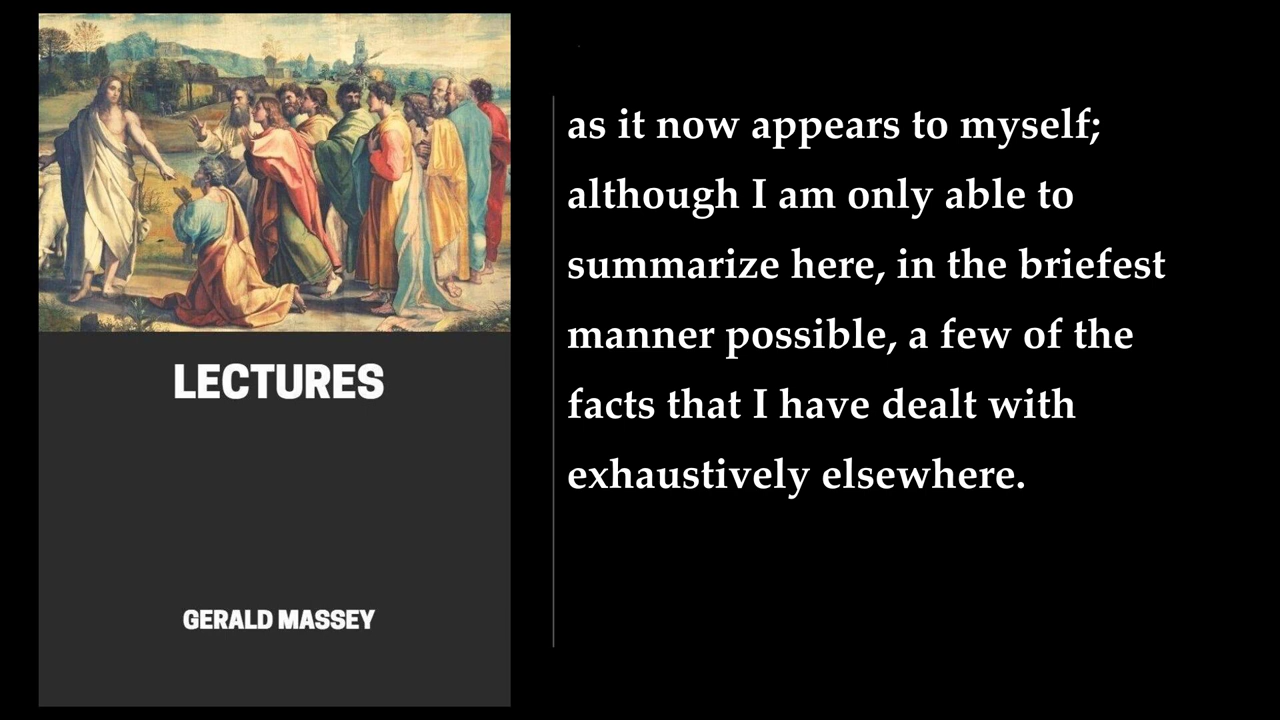 LECTURES
GERALD MASSEY
as it now appears to myself;
although I am only able to
summarize here, in the briefest
manner possible, a few of the
facts that I have dealt with
exhaustively elsewhere.